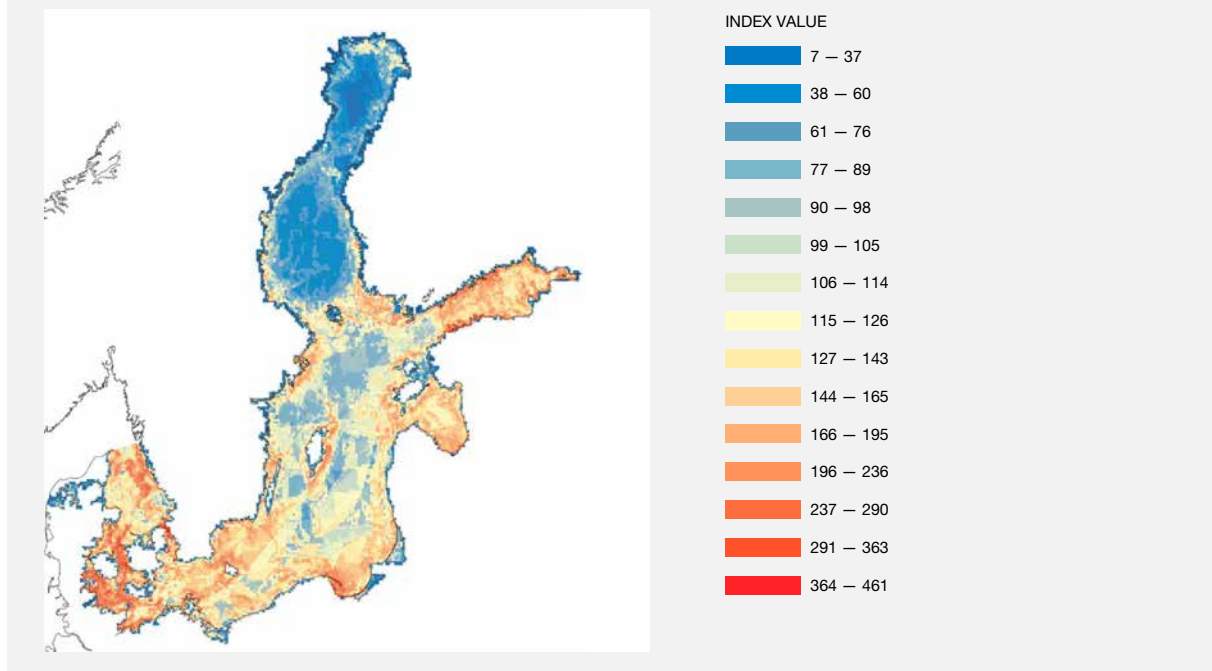 INDEX VALUE
7 — 37
38 — 60
61 — 76
77 — 89
90 — 98
99 — 105
106 — 114
115 — 126
127 — 143
144 — 165
166 — 195
196 — 236
237 — 290
291 — 363
364 — 461